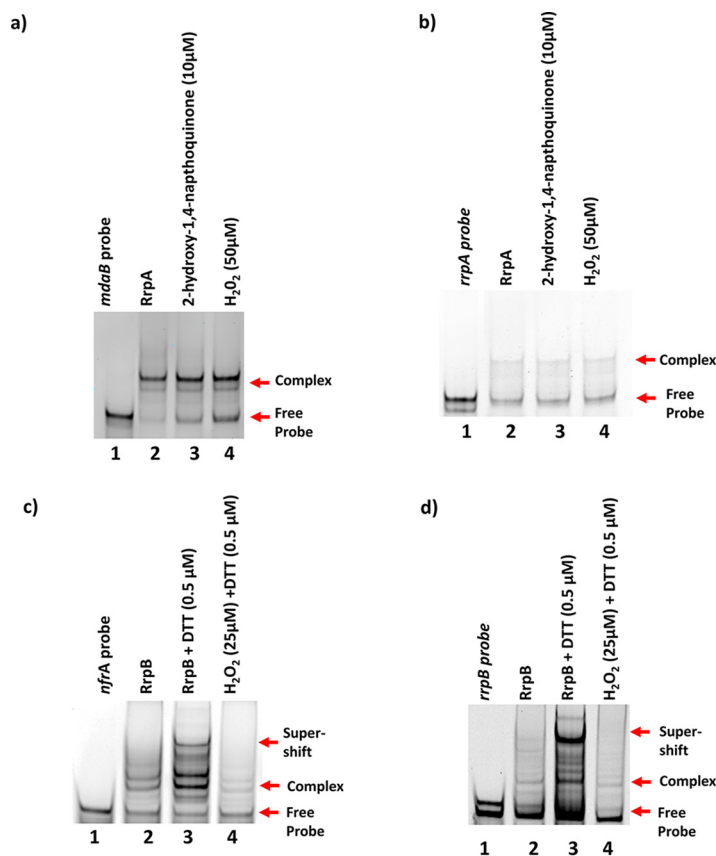 a)
mdaB probe
RrpA
2-hydroxy-1,4-napthoquinone (10µM)
H2O2 (50µM)
Complex
Free
Probe
1 2 3 4
b)
rrpA probe
RrpA
2-hydroxy-1,4-napthoquinone (10µM)
H2O2 (50µM)
Complex
Free
Probe
1 2 3 4
c)
nfrA probe
RrpB
RrpB + DTT (0.5 µM)
H2O2 (25µM) +DTT (0.5 µM)
Super-
shift
Complex
Free
Probe
1 2 3 4
d)
rrpB probe
RrpB
RrpB + DTT (0.5 µM)
H2O2 (25µM) + DTT (0.5 µM)
Super-
shift
Complex
Free
Probe
1 2 3 4